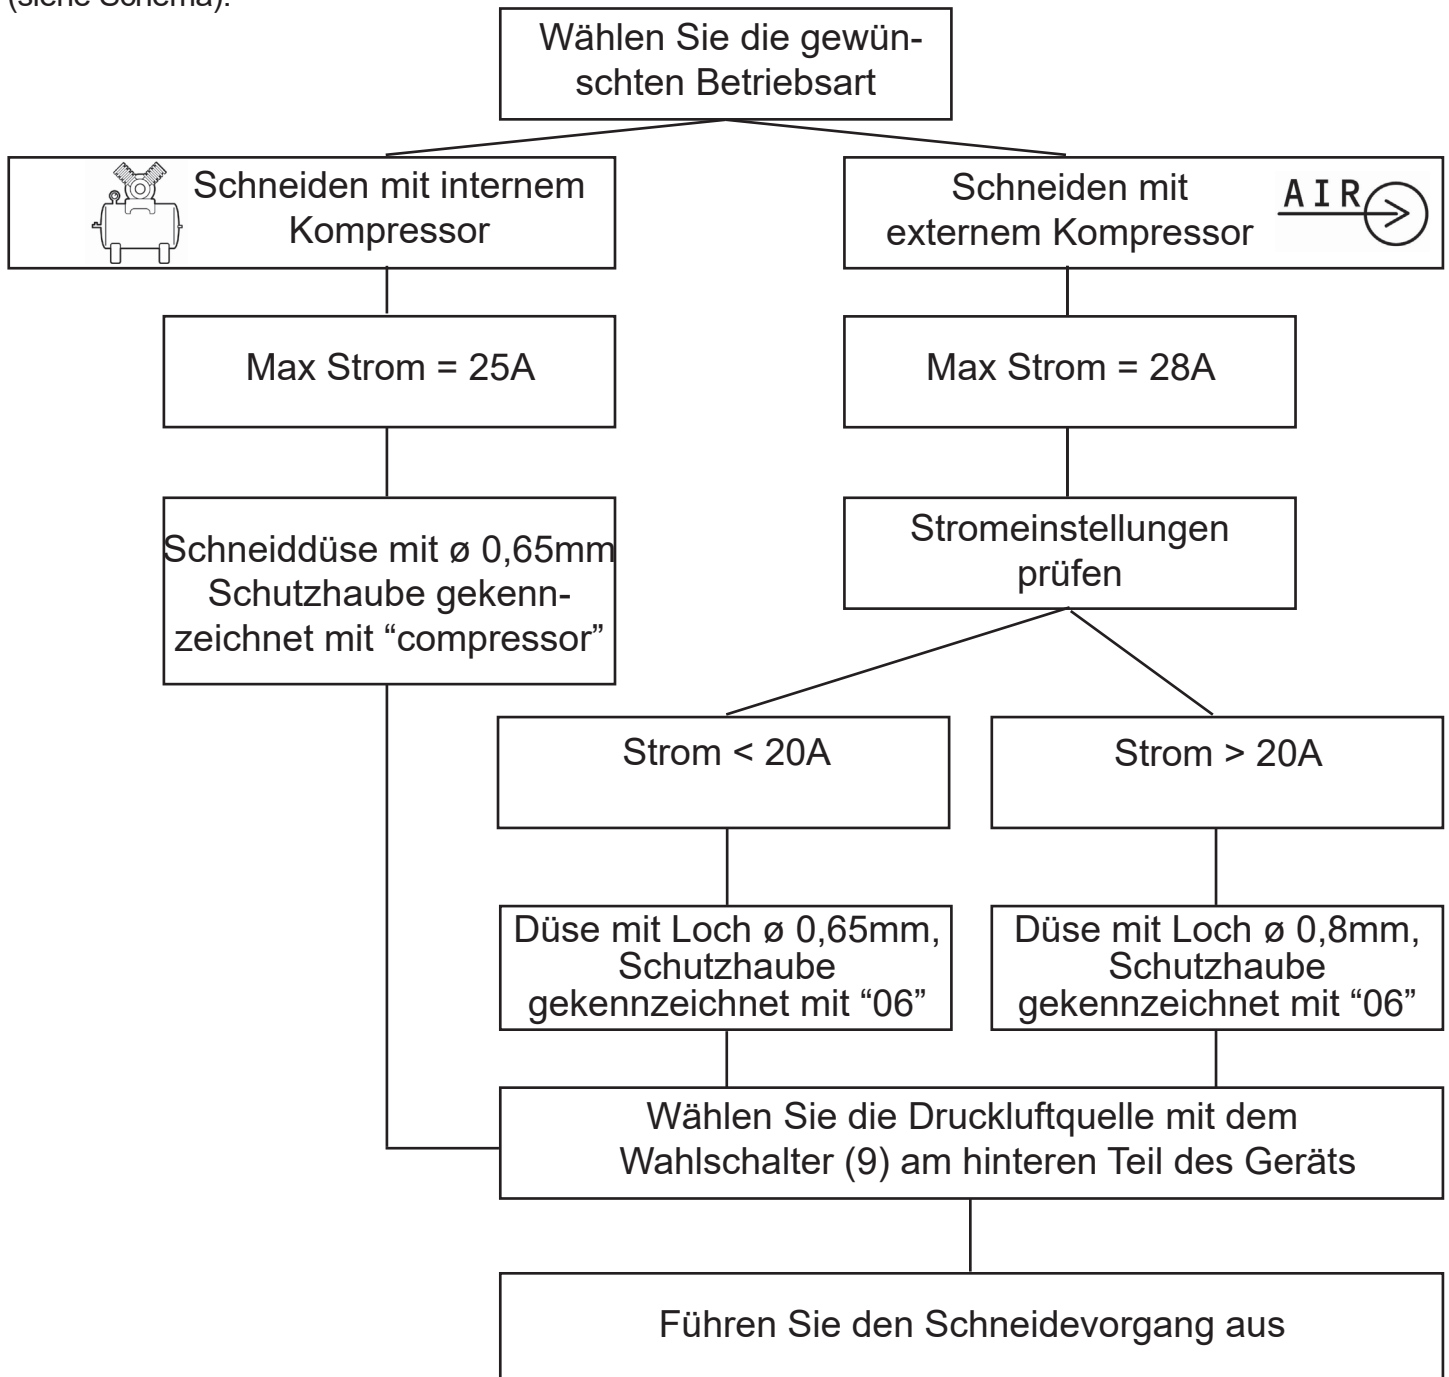 (siehe Schema).
Wählen Sie die gewün-
schten Betriebsart
Schneiden mit internem
Kompressor
Schneiden mit
externem Kompressor
AIR
Max Strom = 25A
Max Strom = 28A
Schneiddüse mit ø 0,65mm
Schutzhaube gekenn-
zeichnet mit “compressor”
Stromeinstellungen
prüfen
Strom < 20A
Strom > 20A
Düse mit Loch ø 0,65mm,
Schutzhaube
gekennzeichnet mit “06”
Düse mit Loch ø 0,8mm,
Schutzhaube
gekennzeichnet mit “06”
Wählen Sie die Druckluftquelle mit dem
Wahlschalter (9) am hinteren Teil des Geräts
Führen Sie den Schneidevorgang aus